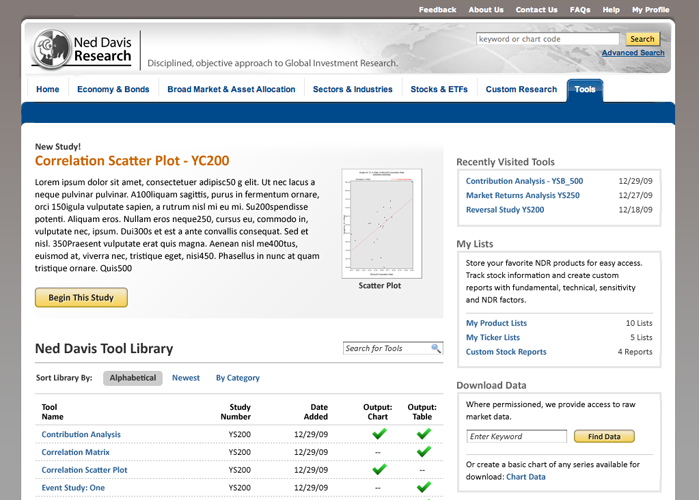 Feedback About Us Contact Us FAQs Help My Profile
Ned Davis
Research
Disciplined, objective approach to Global Investment Research.
keyword or chart code Search
Advanced Search
Home Economy & Bonds Broad Market & Asset Allocation Sectors & Industries Stocks & ETFs Custom Research Tools
New Study!
Correlation Scatter Plot - YC200
Lorem ipsum dolor sit amet, consectetuer adipisc50 g elit. Ut nec lacus a
neque pulvinar pulvinar. A100liquam sagittis, purus in fermentum ornare,
orci 150igula vulputate sapien, a rutrum nisl mi eu mi. Su200spendisse
potenti. Aliquam eros. Nullam eros neque250, cursus eu, commodo in,
vulputate nec, ipsum. Dui300s et est a ante convallis consequat. Sed et
nisl. 350Praesent vulputate erat quis magna. Aenean nisl me400tus,
euismod at, viverra nec, tristique eget, nisi450. Phasellus in nunc at quam
tristique ornare. Quis500
Begin This Study
Scatter Plot
Recently Visited Tools
Contribution Analysis - YSB_500 12/29/09
Market Returns Analysis YS250 12/27/09
Reversal Study YS200 12/18/09
My Lists
Store your favorite NDR products for easy access.
Track stock information and create custom
reports with fundamental, technical, sensitivity
and NDR factors.
My Product Lists 10 Lists
My Ticker Lists 5 Lists
Custom Stock Reports 4 Reports
Download Data
Where permissioned, we provide access to raw
market data.
Enter Keyword Find Data
Or create a basic chart of any series available for
download: Chart Data
Ned Davis Tool Library Search for Tools
Sort Library By: Alphabetical Newest By Category
Tool Study Date Output: Output:
Name Number Added Chart Table
Contribution Analysis YS200 12/29/09
Correlation Matrix YS200 12/29/09 --
Correlation Scatter Plot YS200 12/29/09 --
Event Study: One YS200 12/29/09